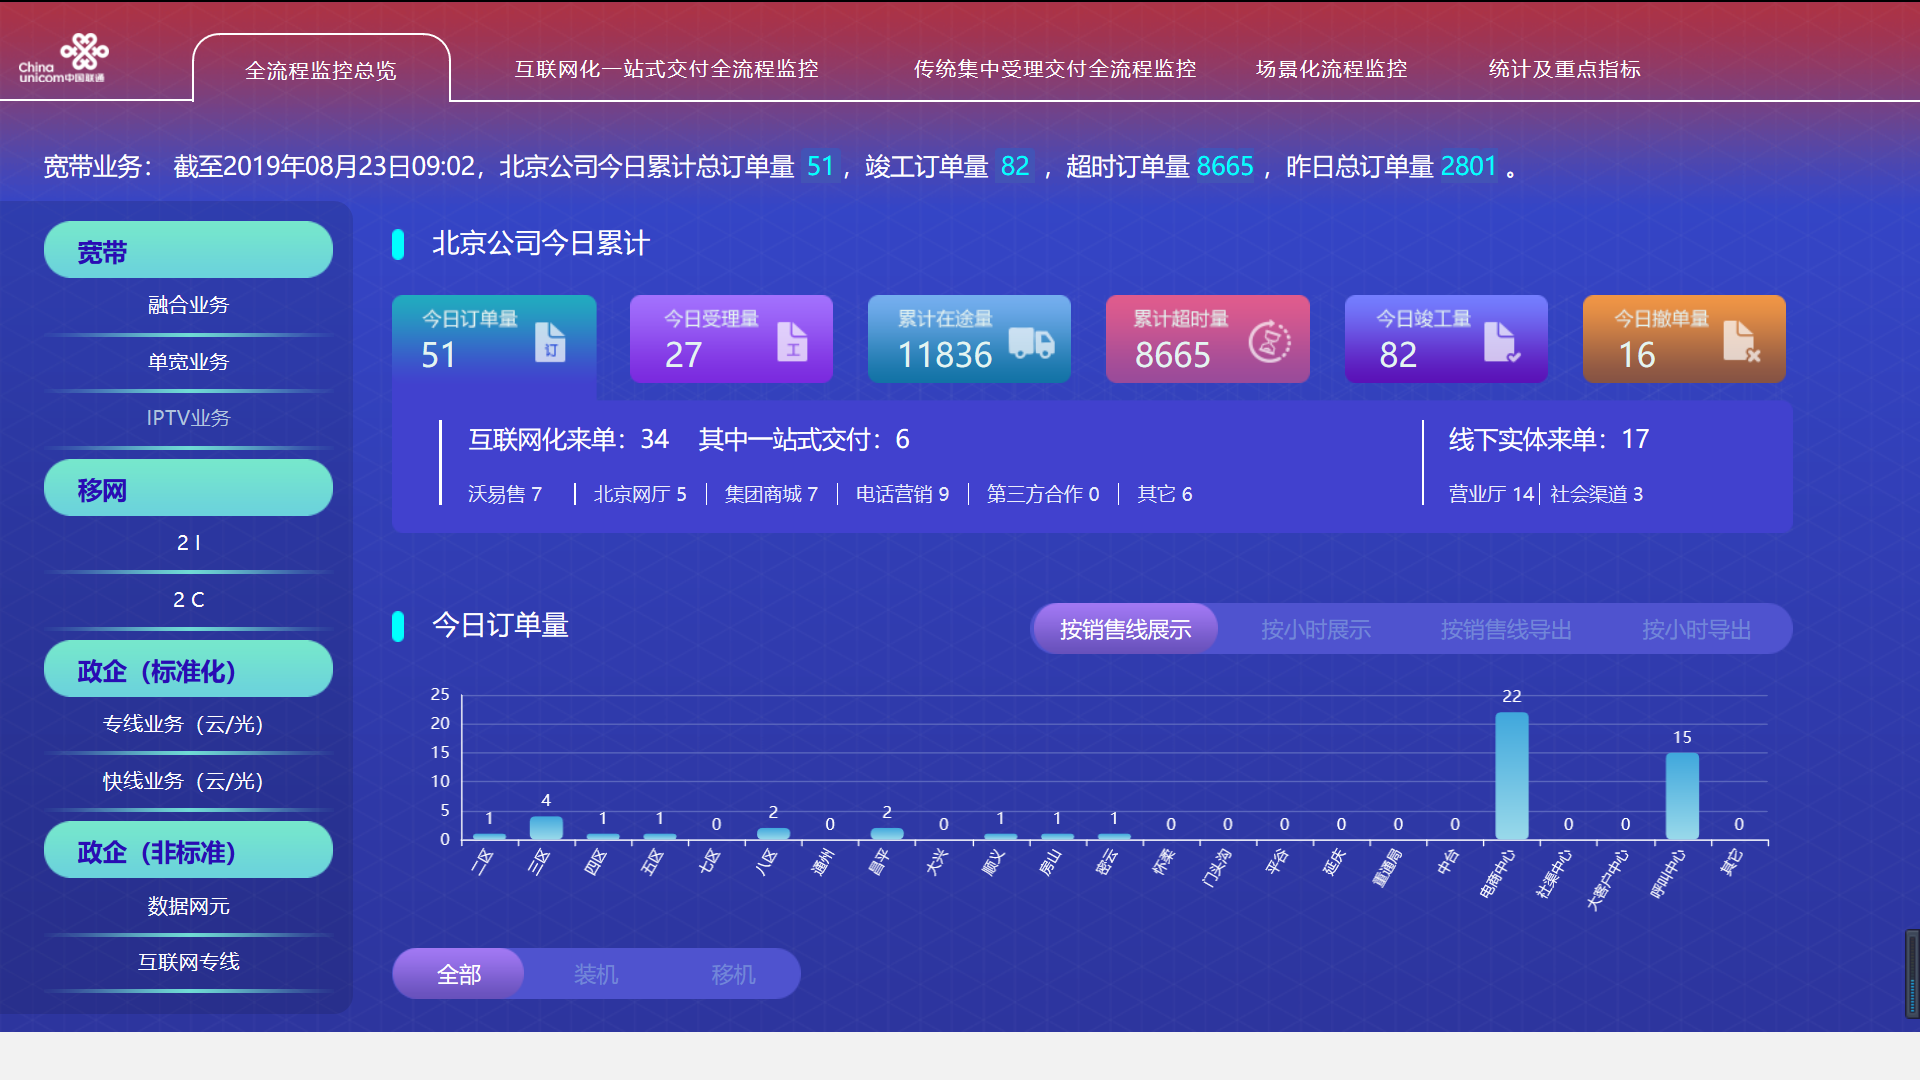 China
unicom中国联通
全流程监控总览
互联网化一站式交付全流程监控
传统集中受理交付全流程监控
场景化流程监控
统计及重点指标
宽带业务： 截至2019年08月23日09:02，北京公司今日累计总订单量 51 ，竣工订单量 82 ，超时订单量 8665 ，昨日总订单量 2801 。
宽带
融合业务
单宽业务
IPTV业务
移网
2 I
2 C
政企（标准化）
专线业务（云/光）
快线业务（云/光）
政企（非标准）
数据网元
互联网专线
北京公司今日累计
今日订单量
51
订
今日受理量
27
工
累计在途量
11836
累计超时量
8665
今日竣工量
82
今日撤单量
16
互联网化来单：34 其中一站式交付：6
沃易售 7
北京网厅 5
集团商城 7
电话营销 9
第三方合作 0
其它 6
线下实体来单：17
营业厅 14
社会渠道 3
今日订单量
按销售线展示
按小时展示
按销售线导出
按小时导出
25
20
15
10
5
0
1
4
1
1
0
2
0
2
0
1
1
1
0
0
0
0
0
0
22
0
0
15
0
二区
三区
四区
五区
七区
八区
通州
昌平
大兴
顺义
房山
密云
怀柔
门头沟
平谷
延庆
重通局
中台
电商中心
社渠中心
大客户中心
呼叫中心
其它
全部
装机
移机